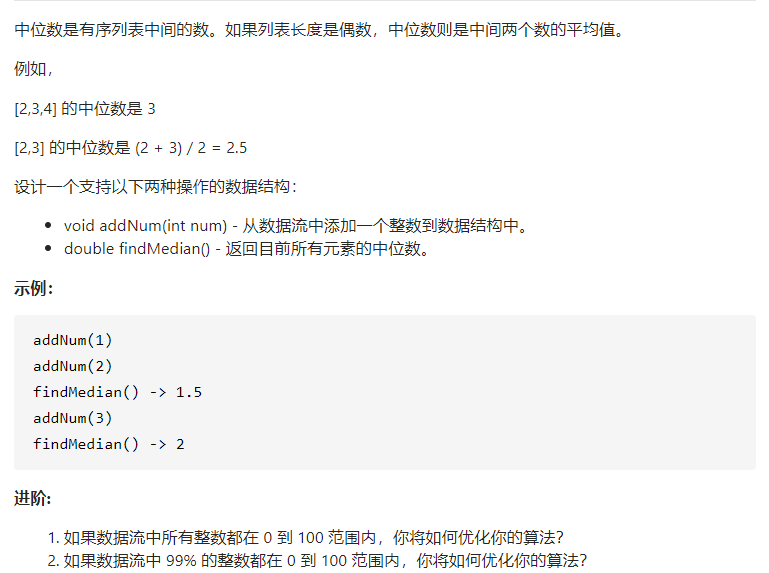 中位数是有序列表中间的数。如果列表长度是偶数，中位数则是中间两个数的平均值。
例如，
[2,3,4] 的中位数是 3
[2,3] 的中位数是 (2 + 3) / 2 = 2.5
设计一个支持以下两种操作的数据结构：
• void addNum(int num) - 从数据流中添加一个整数到数据结构中。
• double findMedian() - 返回目前所有元素的中位数。
示例：
addNum(1)
addNum(2)
findMedian() -> 1.5
addNum(3)
findMedian() -> 2
进阶:
1. 如果数据流中所有整数都在 0 到 100 范围内，你将如何优化你的算法？
2. 如果数据流中 99% 的整数都在 0 到 100 范围内，你将如何优化你的算法？